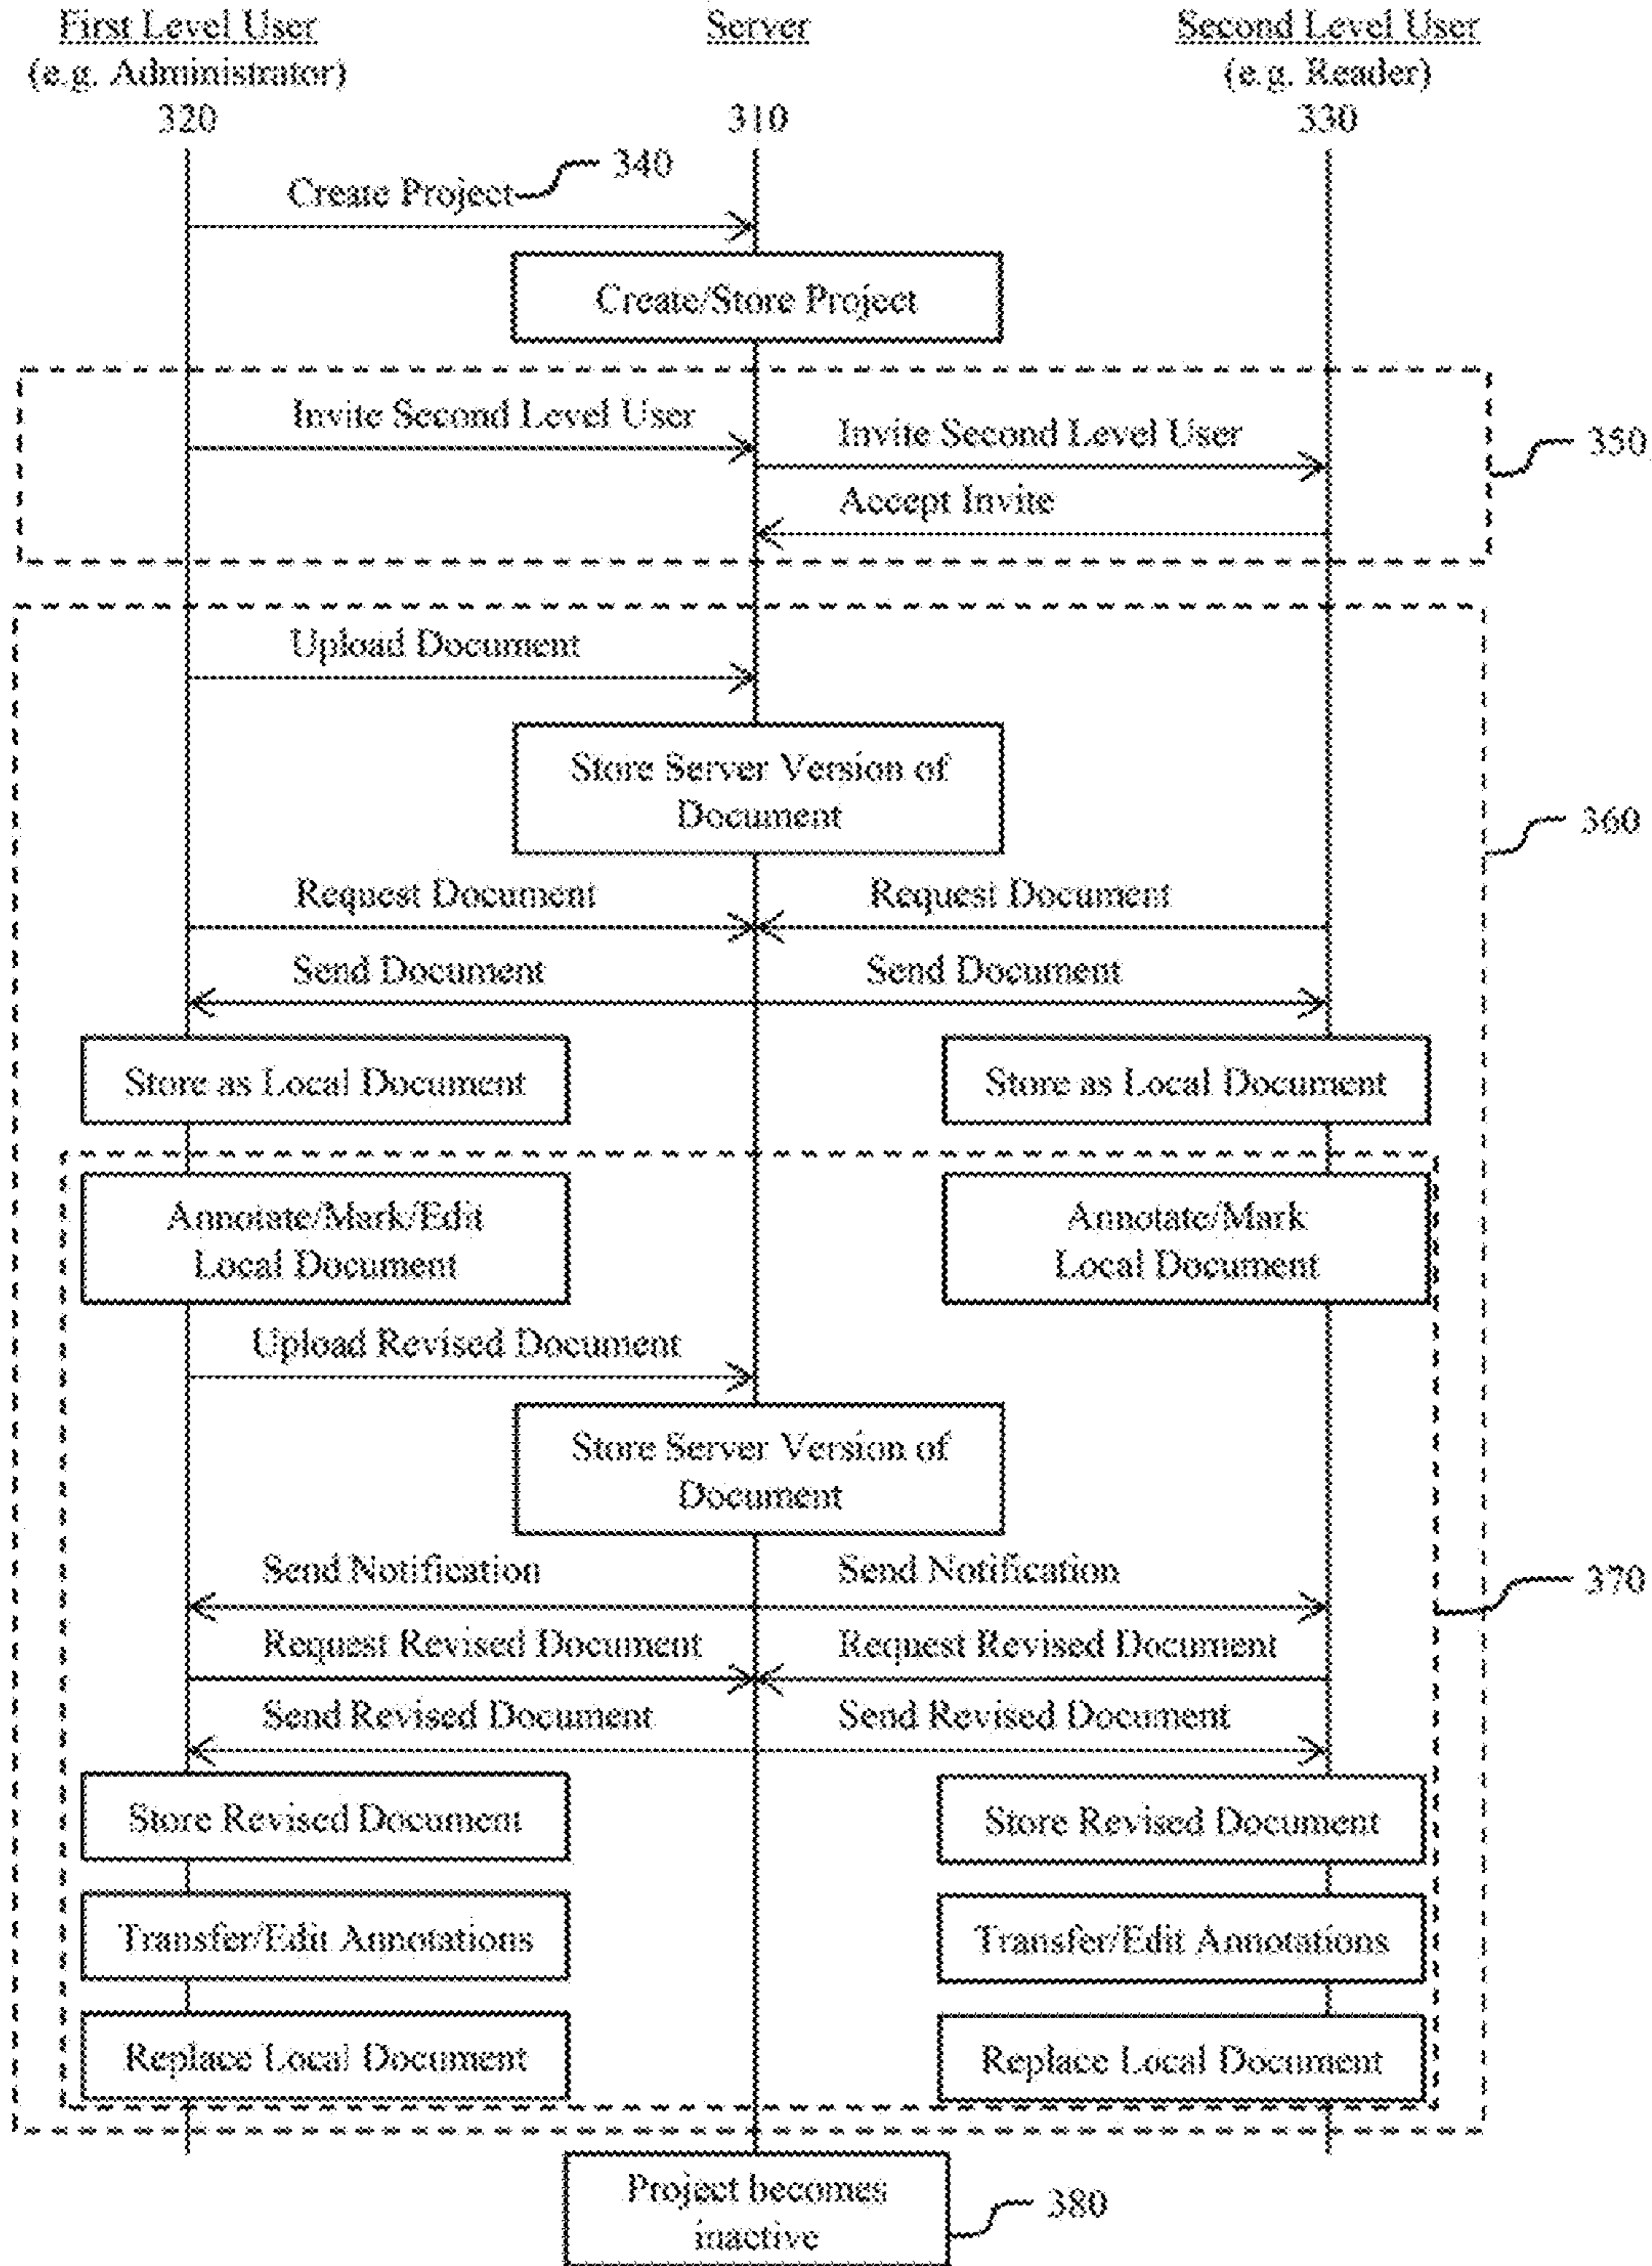 First Level User
(e.g. Administrator)
320
Server
310
Second Level User
(e.g. Reader)
330
Create Project
340
Create/Store Project
Invite Second Level User
Invite Second Level User
Accept Invite
350
Upload Document
Store Server Version of
Document
360
Request Document
Request Document
Send Document
Send Document
Store as Local Document
Store as Local Document
Annotate/Mark/Edit
Local Document
Annotate/Mark
Local Document
Upload Revised Document
Store Server Version of
Document
Send Notification
Send Notification
370
Request Revised Document
Request Revised Document
Send Revised Document
Send Revised Document
Store Revised Document
Store Revised Document
Transfer/Edit Annotations
Transfer/Edit Annotations
Replace Local Document
Replace Local Document
Project becomes
inactive
380